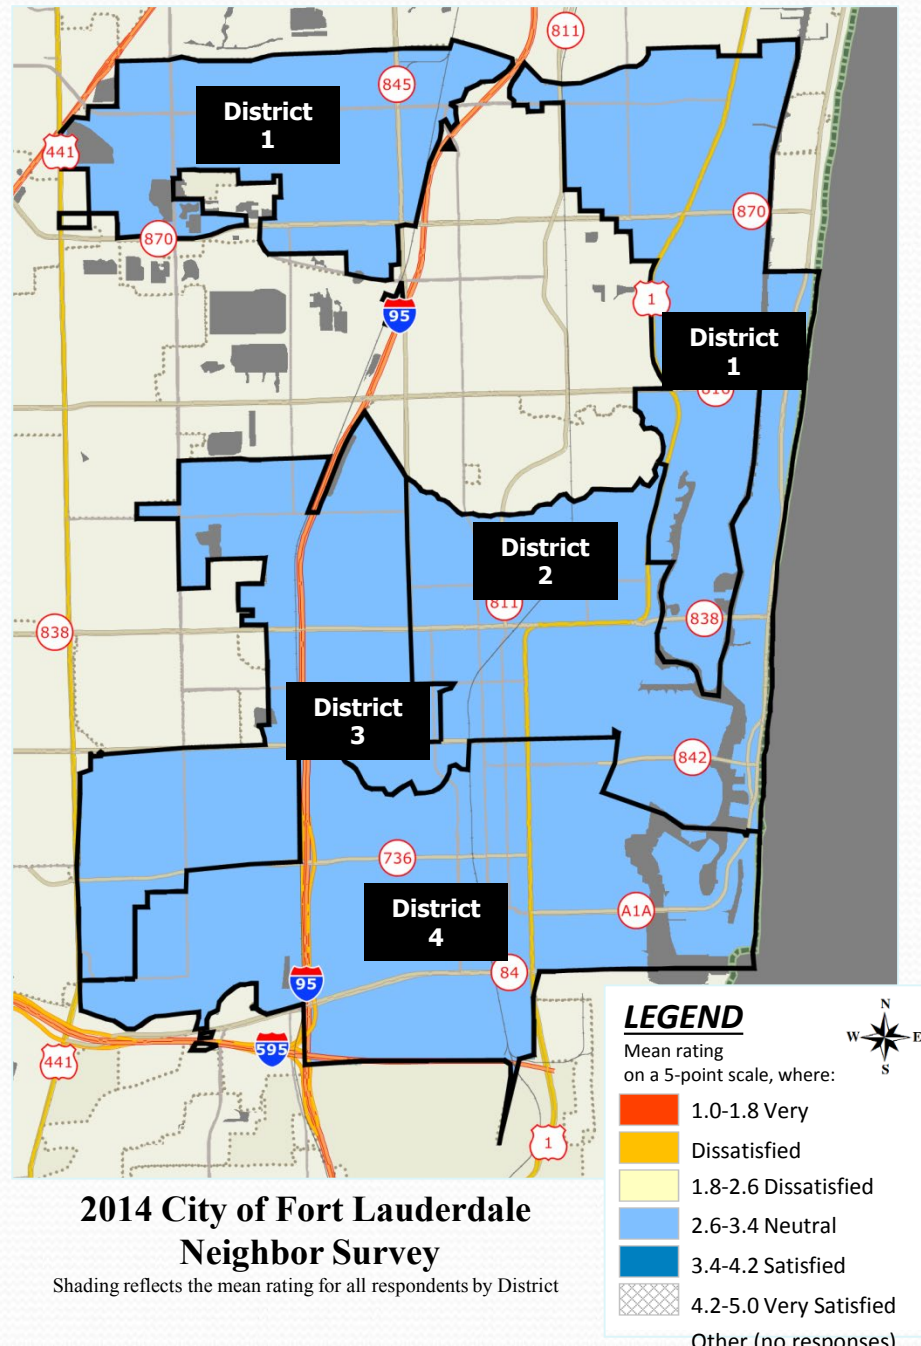 811
845
District
1
441
870
870
1
95
District
1
District
2
811
838
838
District
3
842
736
District
4
A1A
84
95
595
441
1
LEGEND
Mean rating
on a 5-point scale, where:
1.0-1.8 Very
Dissatisfied
1.8-2.6 Dissatisfied
2.6-3.4 Neutral
3.4-4.2 Satisfied
4.2-5.0 Very Satisfied
Other (no responses)
N
W E
S
2014 City of Fort Lauderdale
Neighbor Survey
Shading reflects the mean rating for all respondents by District